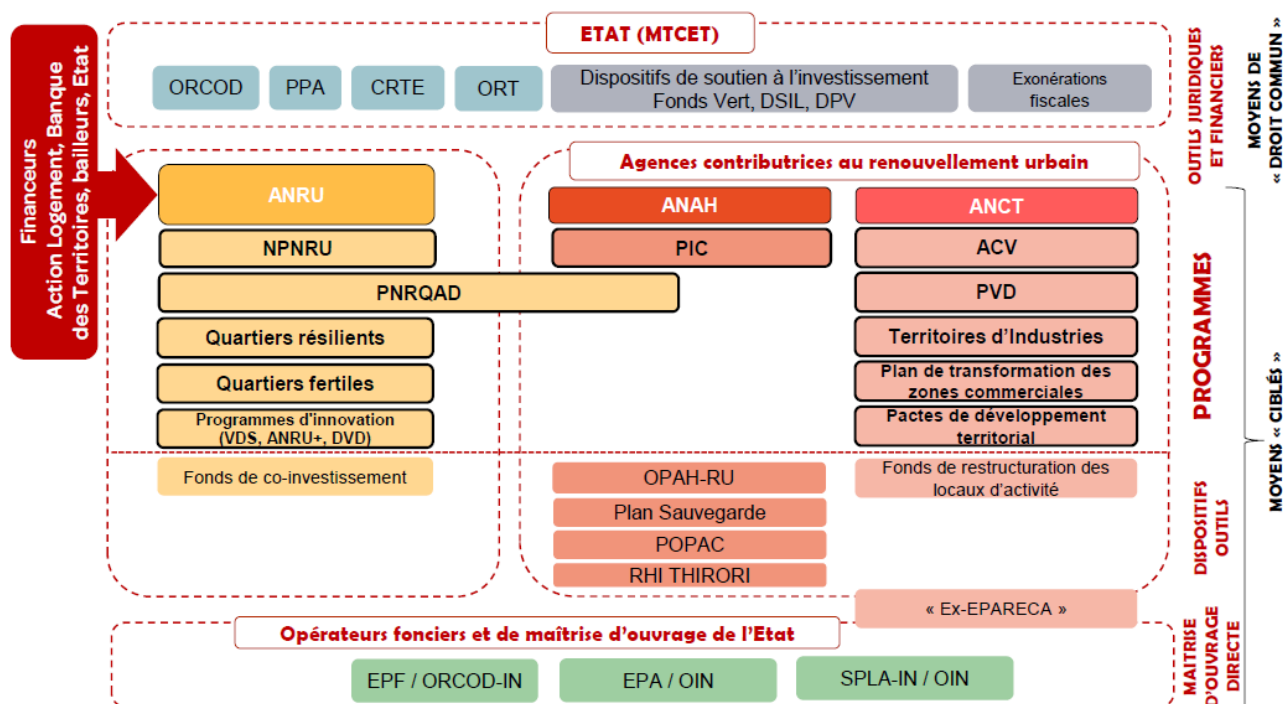 Financeurs
Action Logement, Banque
des Territoires, bailleurs, Etat
ETAT (MTCET)
ORCOD
PPA
CRTE
ORT
Dispositifs de soutien à l'investissement
Fonds Vert, DSIL, DPV
Exonérations
fiscales
OUTILS JURIDIQUES
ET FINANCIERS
MOYENS DE
« DROIT COMMUN »
Agences contributrices au renouvellement urbain
ANRU
ANAH
ANCT
NPNRU
PIC
ACV
PNRQAD
PVD
Quartiers résilients
Territoires d'Industries
Quartiers fertiles
Plan de transformation des
zones commerciales
Programmes d'innovation
(VDS, ANRU+, DVD)
Pactes de développement
territorial
PROGRAMMES
MOYENS « CIBLÉS »
Fonds de co-investissement
OPAH-RU
Fonds de restructuration des
locaux d'activité
Plan Sauvegarde
POPAC
RHI THIRORI
DISPOSITIFS
OUTILS
« Ex-EPARECA »
Opérateurs fonciers et de maîtrise d'ouvrage de l'Etat
EPF / ORCOD-IN
EPA / OIN
SPLA-IN / OIN
MAITRISE
D'OUVRAGE
DIRECTE